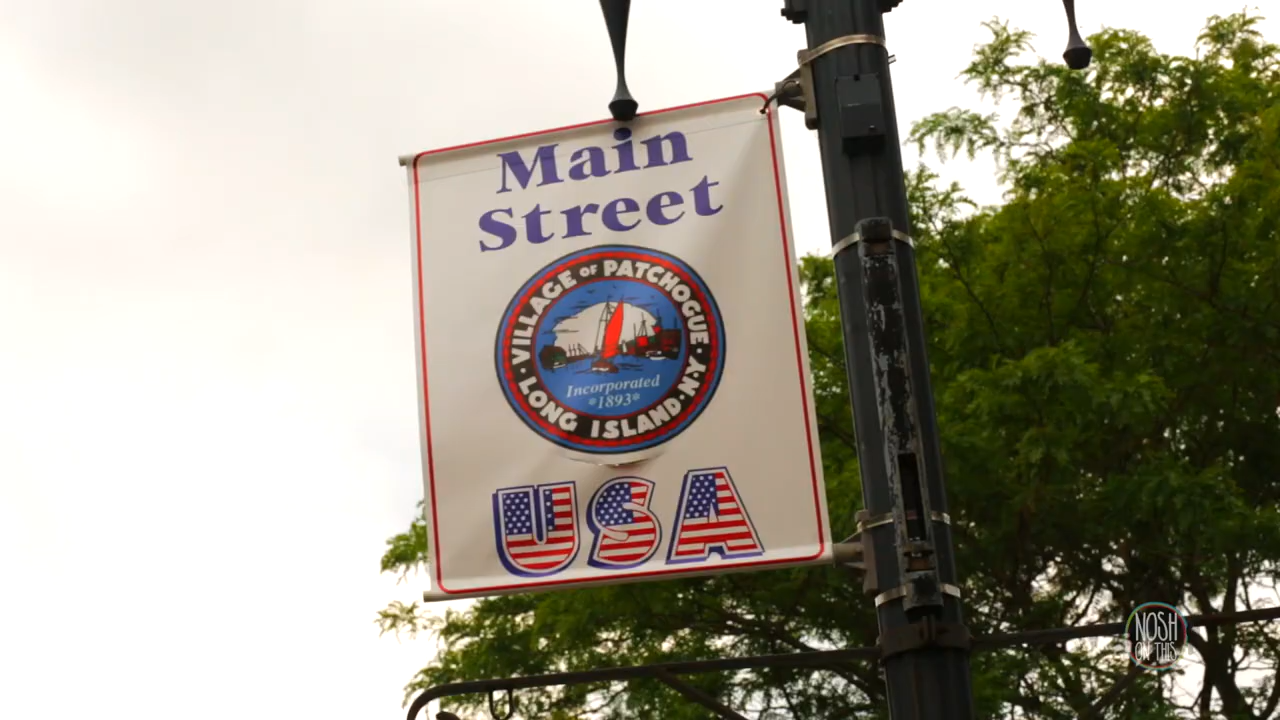 Main
Street
VILLAGE OF PATCHOGUE
· LONG ISLAND·N·Y·
Incorporated
*1893*
USA
NOSH
ON THIS